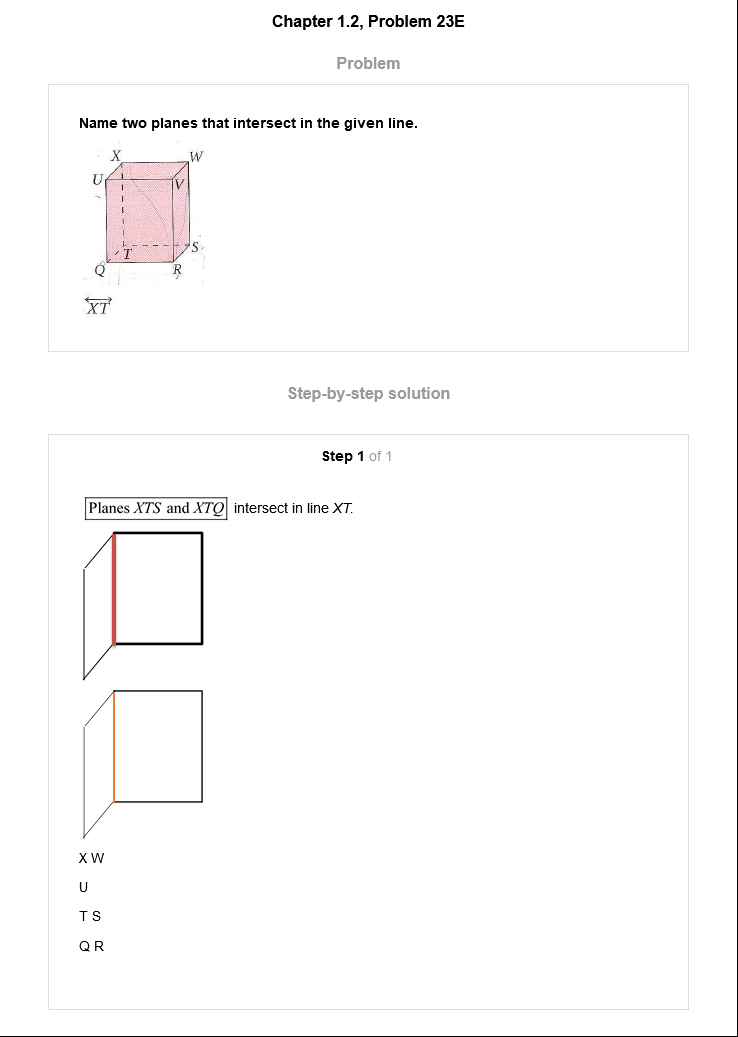 Chapter 1.2, Problem 23E
Problem
Name two planes that intersect in the given line.
X W
U V
T S
Q R
XT
Step-by-step solution
Step 1 of 1
Planes XTS and XTQ intersect in line XT.
X W
U
T S
Q R